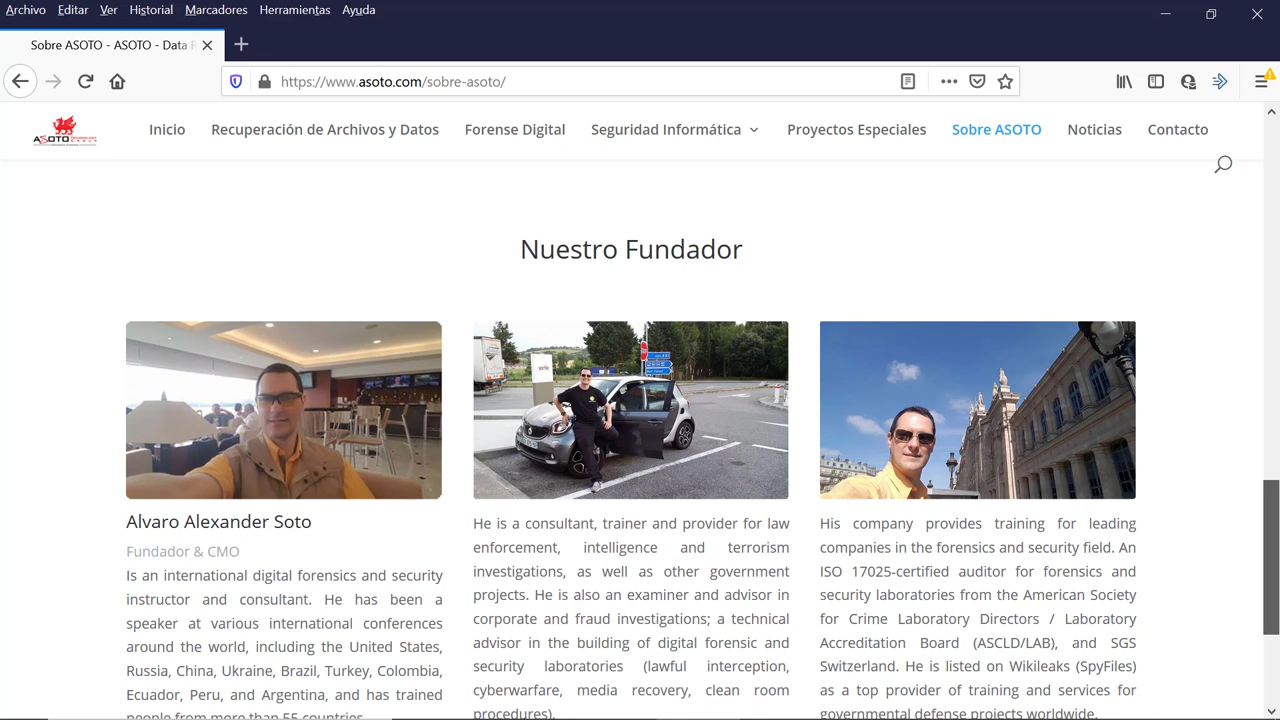 Archivo Editar Ver Historial Marcadores Herramientas Ayuda
Sobre ASOTO - ASOTO - Data R
https://www.asoto.com/sobre-asoto/
ASOTO
Inicio Recuperación de Archivos y Datos Forense Digital Seguridad Informática Proyectos Especiales Sobre ASOTO Noticias Contacto
Nuestro Fundador
Alvaro Alexander Soto
Fundador & CMO
Is an international digital forensics and security
instructor and consultant. He has been a
speaker at various international conferences
around the world, including the United States,
Russia, China, Ukraine, Brazil, Turkey, Colombia,
Ecuador, Peru, and Argentina, and has trained
people from more than 55 countries.
He is a consultant, trainer and provider for law
enforcement, intelligence and terrorism
investigations, as well as other government
projects. He is also an examiner and advisor in
corporate and fraud investigations; a technical
advisor in the building of digital forensic and
security laboratories (lawful interception,
cyberwarfare, media recovery, clean room
procedures).
His company provides training for leading
companies in the forensics and security field. An
ISO 17025-certified auditor for forensics and
security laboratories from the American Society
for Crime Laboratory Directors / Laboratory
Accreditation Board (ASCLD/LAB), and SGS
Switzerland. He is listed on Wikileaks (SpyFiles)
as a top provider of training and services for
governmental defense projects worldwide.